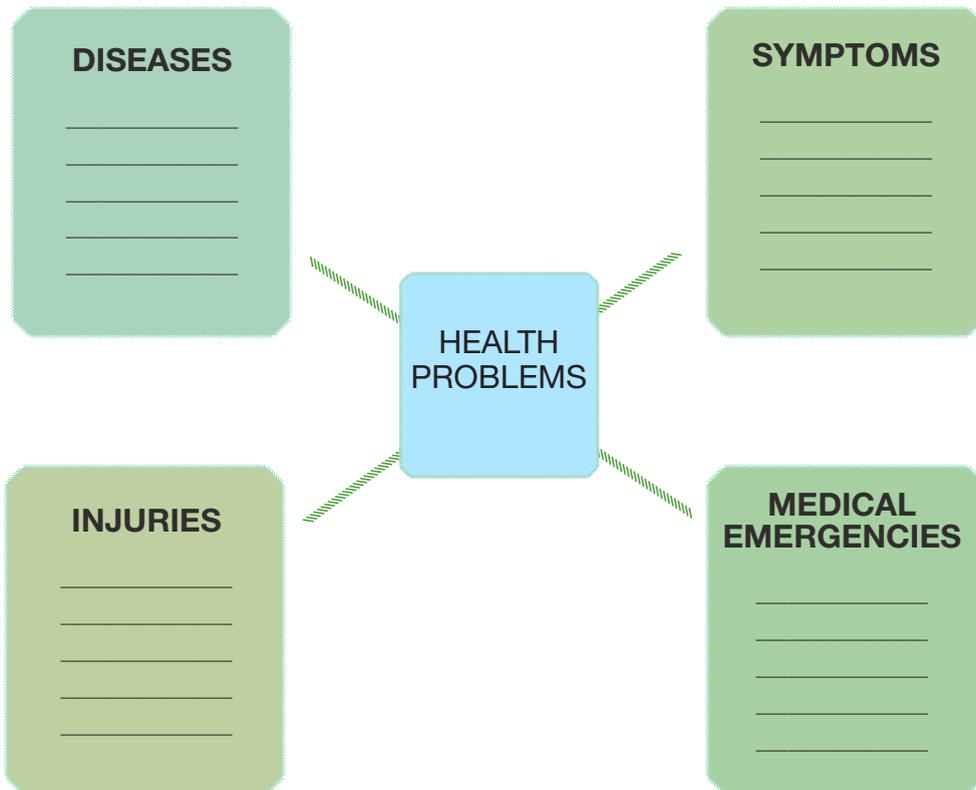 DISEASES
SYMPTOMS
HEALTH
PROBLEMS
INJURIES
MEDICAL
EMERGENCIES